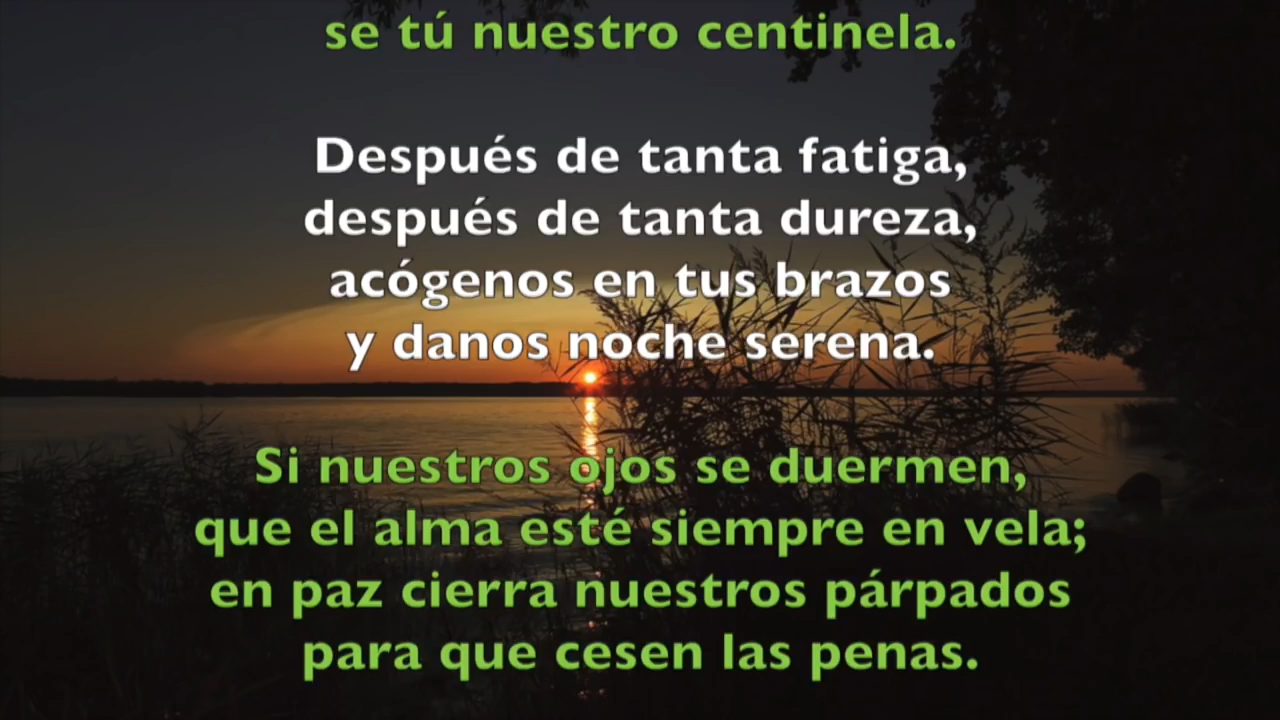 se tú nuestro centinela.
Después de tanta fatiga,
después de tanta dureza,
acógenos en tus brazos
y danos noche serena.
Si nuestros ojos se duermen,
que el alma esté siempre en vela;
en paz cierra nuestros párpados
para que cesen las penas.